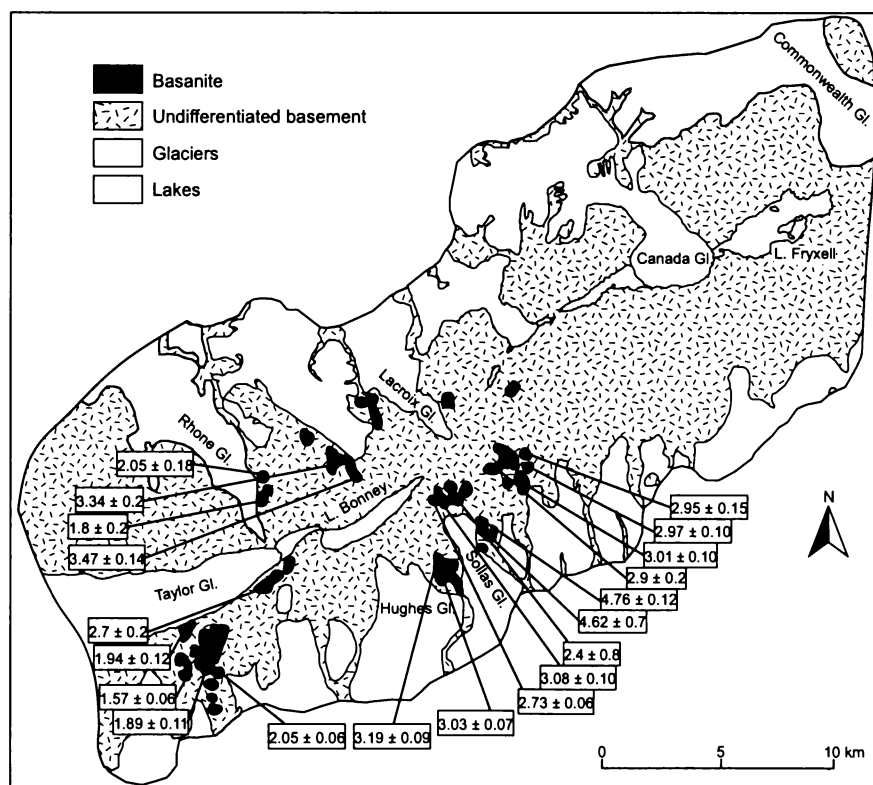 Basanite
Undifferentiated basement
Glaciers
Lakes
Commonwealth Gl.
Canada Gl.
L. Fryxell
Lacroix Gl.
Rhone Gl.
L. Bonney
Taylor Gl.
Hughes Gl.
Sollas Gl.
2.05 ± 0.18
3.34 ± 0.2
1.8 ± 0.2
3.47 ± 0.14
2.7 ± 0.2
1.94 ± 0.12
1.57 ± 0.06
1.89 ± 0.11
2.05 ± 0.06
3.19 ± 0.09
3.03 ± 0.07
2.95 ± 0.15
2.97 ± 0.10
3.01 ± 0.10
2.9 ± 0.2
4.76 ± 0.12
4.62 ± 0.7
2.4 ± 0.8
3.08 ± 0.10
2.73 ± 0.06
N
0 5 10 km